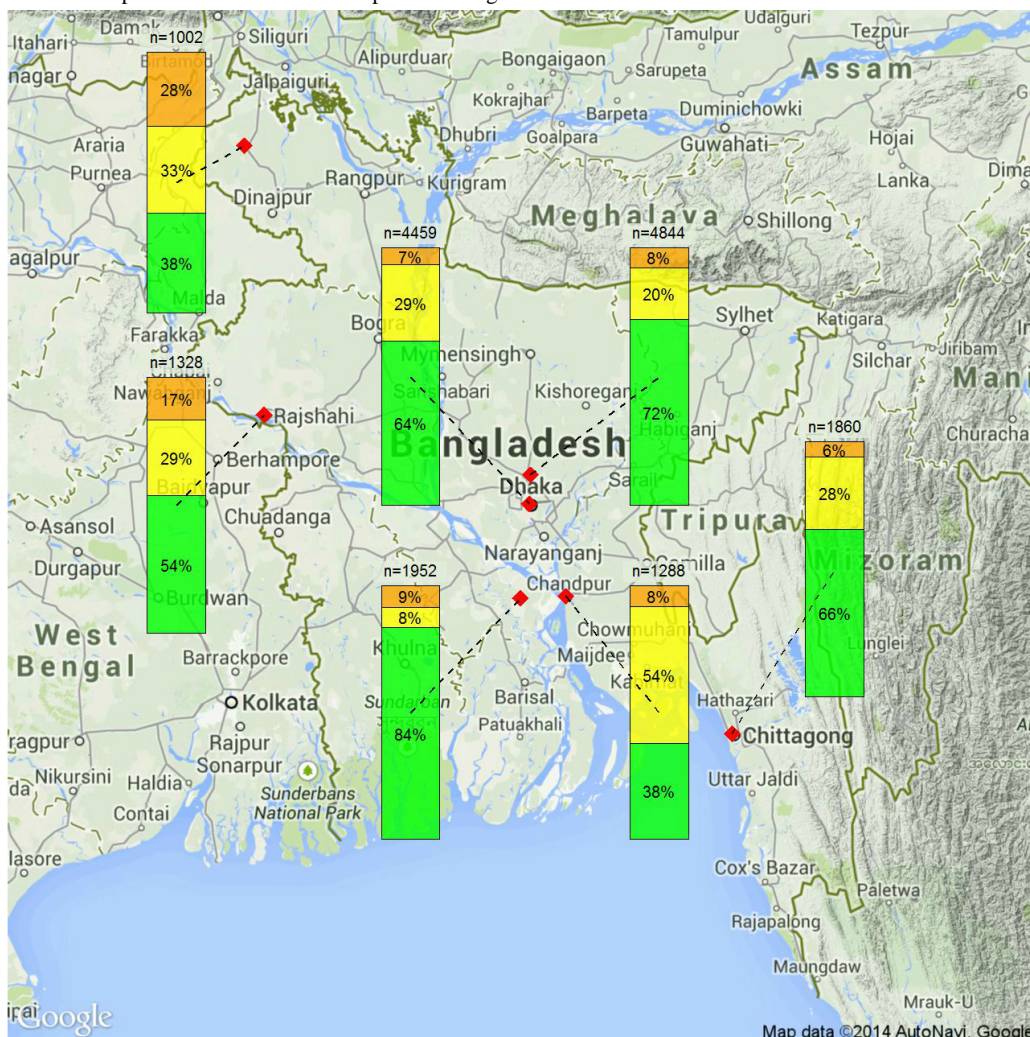 Itahari
Siliguri
Udalguri
Tezpur
n=1002
Tamulpur
nagar
Birtamod
Jalpaiguri
Alipurduar
Bongaigaon
Sarupeta
Assam
28%
Kokrajhar
Barpeta
Duminichowki
Dhubri
Goalpara
Guwahati
Hojai
Araria
33%
Purnea
Rangpur
Kurigram
Lanka
Dinajpur
Meghalaya
Shillong
n=4459
n=4844
agalpur
38%
7%
8%
Malda
29%
20%
Farakka
Bogra
Sylhet
Katigara
n=1328
Mymensingh
Silchar
Jiribam
17%
Kishoreganj
Mani
Rajshahi
64%
72%
Habiganj
n=1860
Churacha
29%
Berhampore
Bangladesh
6%
Dhaka
Sarail
28%
Asansol
Chuadanga
Tripura
Durgapur
54%
Narayanganj
Mizoram
n=1952
Chandpur
n=1288
Comilla
Burdwan
9%
8%
66%
West
8%
Chowmuhani
Bengal
Khulna
Maijdee
Lunglei
Barrackpore
54%
Kolkata
Sundarban
Barisal
Hathazari
84%
Patuakhali
Chittagong
ragpur
Rajpur
Sonarpur
Nikursini
Haldia
38%
Uttar Jaldi
Contai
Sunderbans
National Park
lasore
Cox's Bazar
Paletwa
Rajapalong
Maungdaw
Mrauk-U
ipai
Google
Map data ©2014 AutoNavi, Google